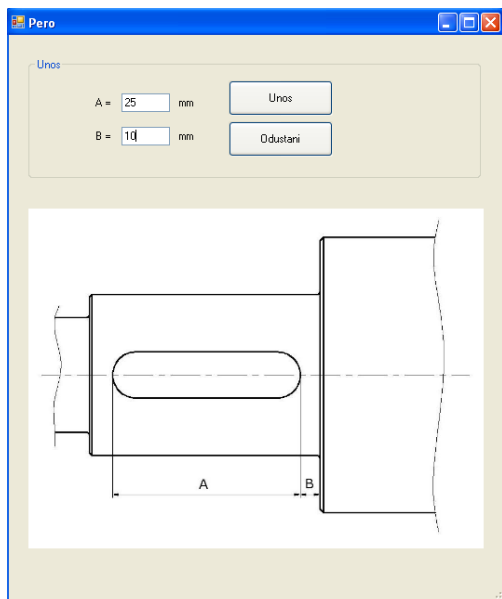 Pero
Unos
A = 25 mm Unos
B = 10 mm Odustani
A B